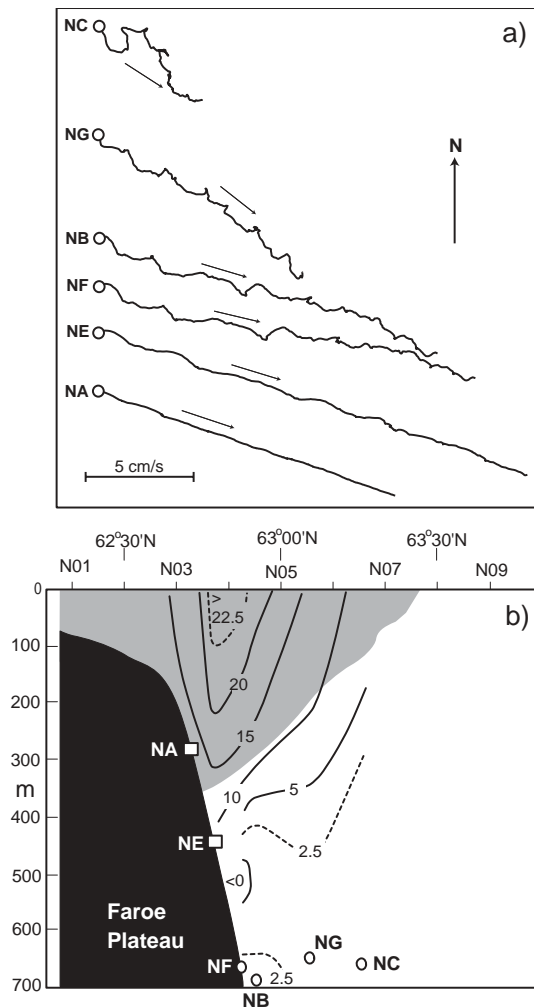 a)
NC
NG
N
NB
NF
NE
NA
5 cm/s
62°30'N 63°00'N 63°30'N
N01 N03 N05 N07 N09
b)
0
>
22.5
100
20
200
15
NA
300
m
10
5
400
NE
2.5
500
<0
Faroe
Plateau
600
NG
NF
NC
2.5
700
NB